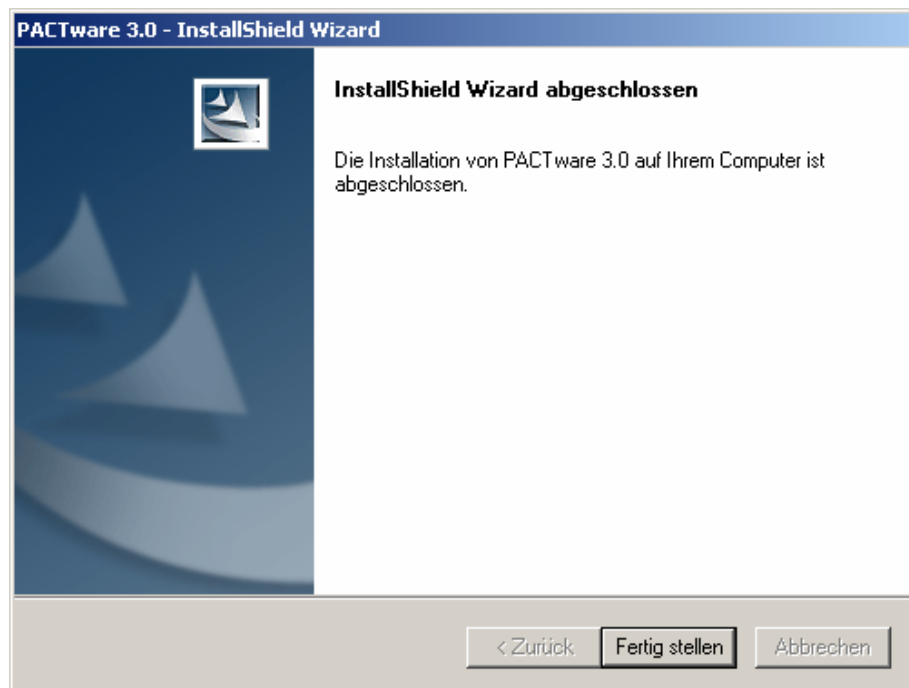 PACTware 3.0 - InstallShield Wizard
InstallShield Wizard abgeschlossen
Die Installation von PACTware 3.0 auf Ihrem Computer ist
abgeschlossen.
< Zurück
Fertig stellen
Abbrechen